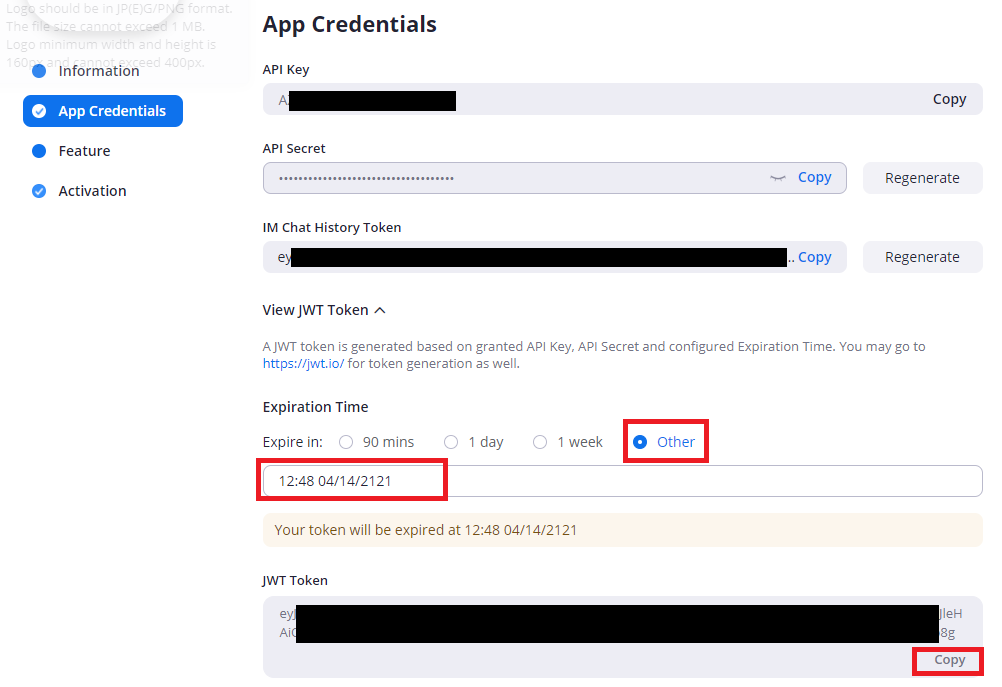 Logo should be in JP(E)G/PNG format.
The file size cannot exceed 1 MB.
Logo minimum width and height is
160px and cannot exceed 400px.
Information
App Credentials
Feature
Activation
App Credentials
API Key
A
Copy
API Secret
••••••••••••••••••••••••••••••••••••
Copy
Regenerate
IM Chat History Token
ey
.. Copy
Regenerate
View JWT Token
A JWT token is generated based on granted API Key, API Secret and configured Expiration Time. You may go to
https://jwt.io/ for token generation as well.
Expiration Time
Expire in: 90 mins 1 day 1 week Other
12:48 04/14/2121
Your token will be expired at 12:48 04/14/2121
JWT Token
eyJ JleH
AiO 8g
Copy